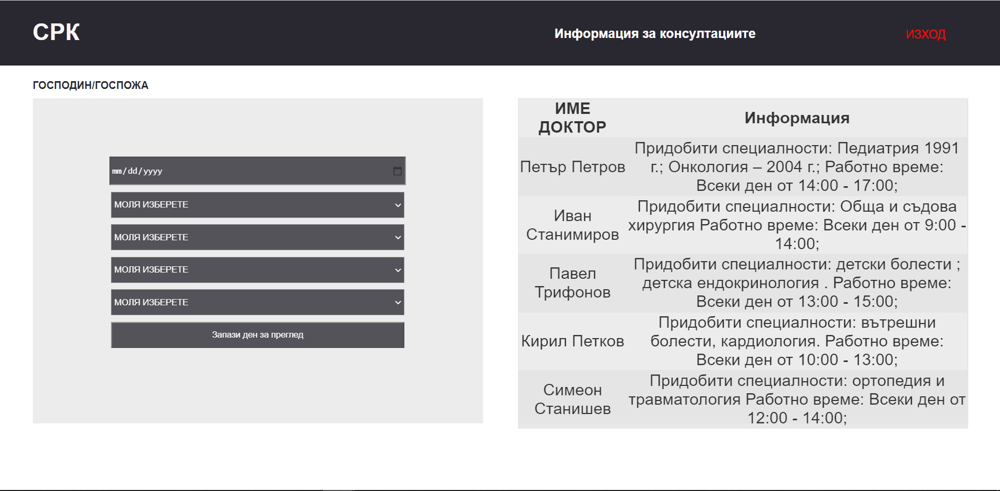 СРК
Информация за консултациите
ИЗХОД
ГОСПОДИН/ГОСПОЖА
mm/dd/yyyy
МОЛЯ ИЗБЕРЕТЕ
МОЛЯ ИЗБЕРЕТЕ
МОЛЯ ИЗБЕРЕТЕ
МОЛЯ ИЗБЕРЕТЕ
Запази ден за преглед
ИМЕ
ДОКТОР
Информация
Петър Петров
Придобити специалности: Педиатрия 1991
г.; Онкология – 2004 г.; Работно време:
Всеки ден от 14:00 - 17:00;
Иван
Станимиров
Придобити специалности: Обща и съдова
хирургия Работно време: Всеки ден от 9:00 -
14:00;
Павел
Трифонов
Придобити специалности: детски болести ;
детска ендокринология . Работно време:
Всеки ден от 13:00 - 15:00;
Кирил Петков
Придобити специалности: вътрешни
болести, кардиология. Работно време:
Всеки ден от 10:00 - 13:00;
Симеон
Станишев
Придобити специалности: ортопедия и
травматология Работно време: Всеки ден от
12:00 - 14:00;